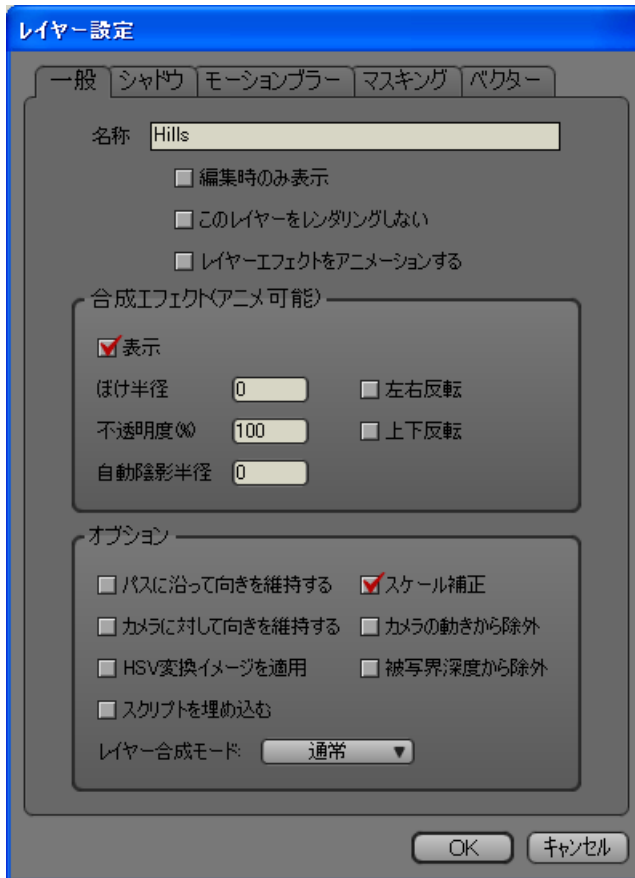 レイヤー設定
一般 シャドウ モーションブラー マスキング ベクター
名称 Hills
編集時のみ表示
このレイヤーをレンダリングしない
レイヤーエフェクトをアニメーションする
合成エフェクト(アニメ可能)
表示
ぼけ半径 0 左右反転
不透明度(%) 100 上下反転
自動陰影半径 0
オプション
パスに沿って向きを維持する スケール補正
カメラに対して向きを維持する カメラの動きから除外
HSV変換イメージを適用 被写界深度から除外
スクリプトを埋め込む
レイヤー合成モード: 通常
OK キャンセル